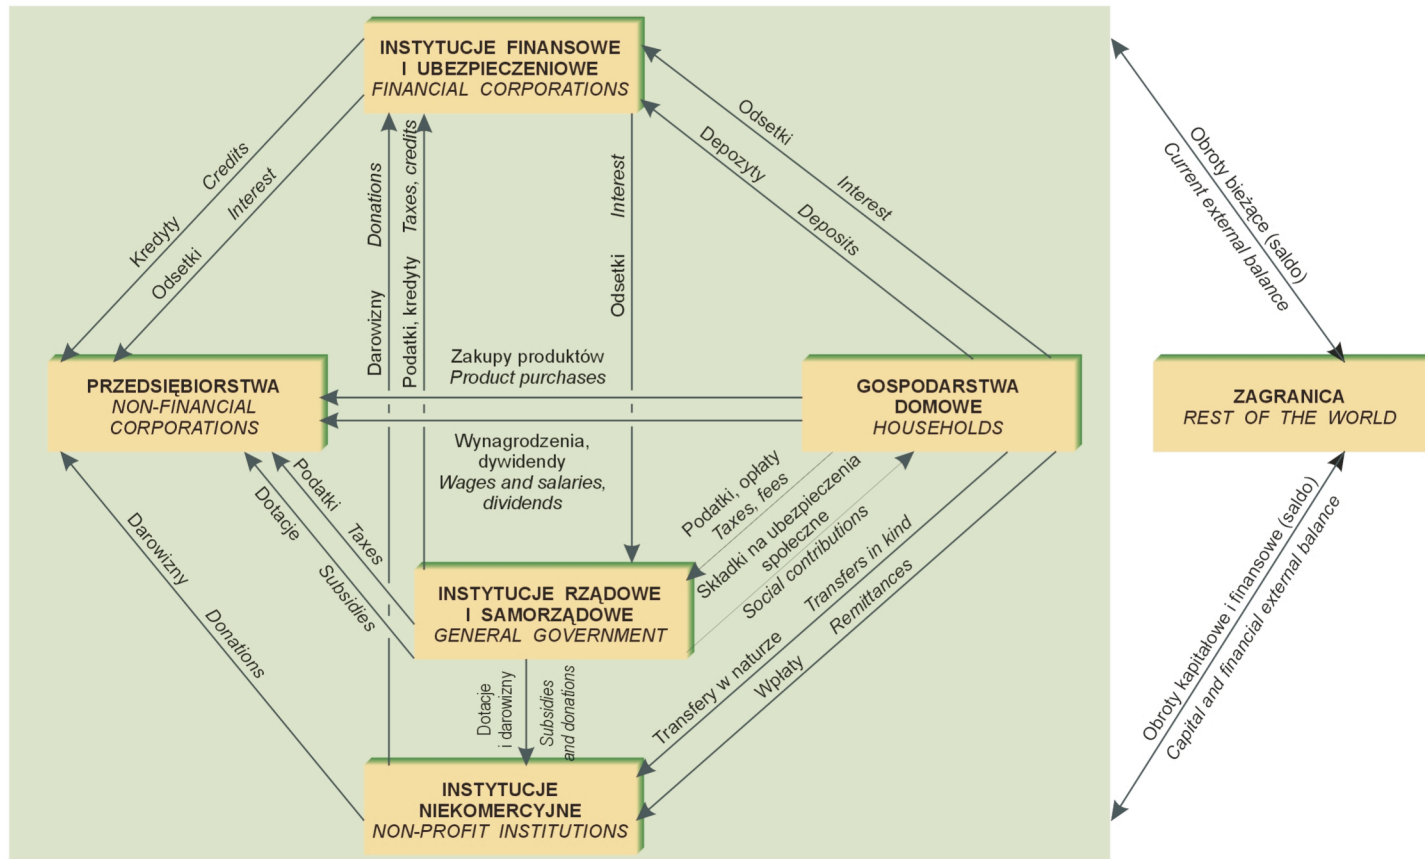 INSTYTUCJE FINANSOWE
I UBEZPIECZENIOWE
FINANCIAL CORPORATIONS
Kredyty Credits
Odsetki Interest
Darowizny Donations
Podatki, kredyty Taxes, credits
Odsetki Interest
Depozyty Deposits
Odsetki Interest
Obroty bieżące (saldo)
Current external balance
PRZEDSIĘBIORSTWA
NON-FINANCIAL
CORPORATIONS
Zakupy produktów
Product purchases
Wynagrodzenia,
dywidendy
Wages and salaries,
dividends
GOSPODARSTWA
DOMOWE
HOUSEHOLDS
ZAGRANICA
REST OF THE WORLD
Podatki Taxes
Dotacje Subsidies
Darowizny Donations
Podatki, opłaty
Taxes, fees
Składki na ubezpieczenia
społeczne
Social contributions
Transfery w naturze Transfers in kind
Wpłaty Remittances
INSTYTUCJE RZĄDOWE
I SAMORZĄDOWE
GENERAL GOVERNMENT
Dotacje
i darowizny
Subsidies
and donations
INSTYTUCJE
NIEKOMERCYJNE
NON-PROFIT INSTITUTIONS
Obroty kapitałowe i finansowe (saldo)
Capital and financial external balance